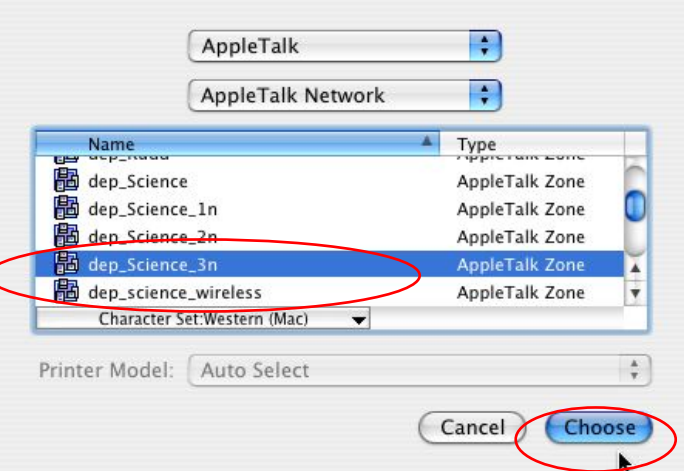 AppleTalk
AppleTalk Network
Name Type
dep_Science AppleTalk Zone
dep_Science_1n AppleTalk Zone
dep_Science_2n AppleTalk Zone
dep_Science_3n AppleTalk Zone
dep_science_wireless AppleTalk Zone
Character Set:Western (Mac)
Printer Model: Auto Select
Cancel Choose